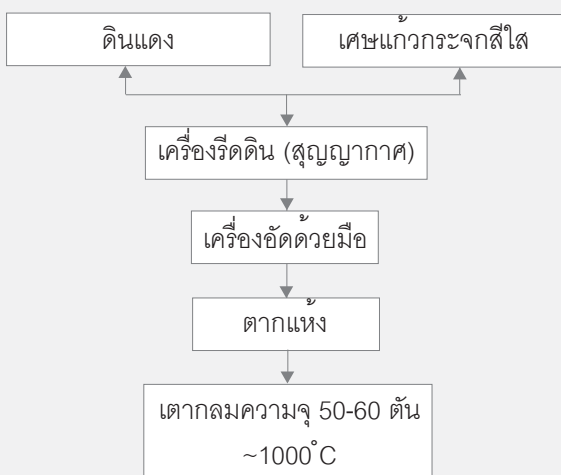 ดินแดง
เศษแก้วกระจกสีใส
เครื่องรีดดิน (สุญญากาศ)
เครื่องอัดด้วยมือ
ตากแห้ง
เตากลมความจุ 50-60 ตัน
~1000°C